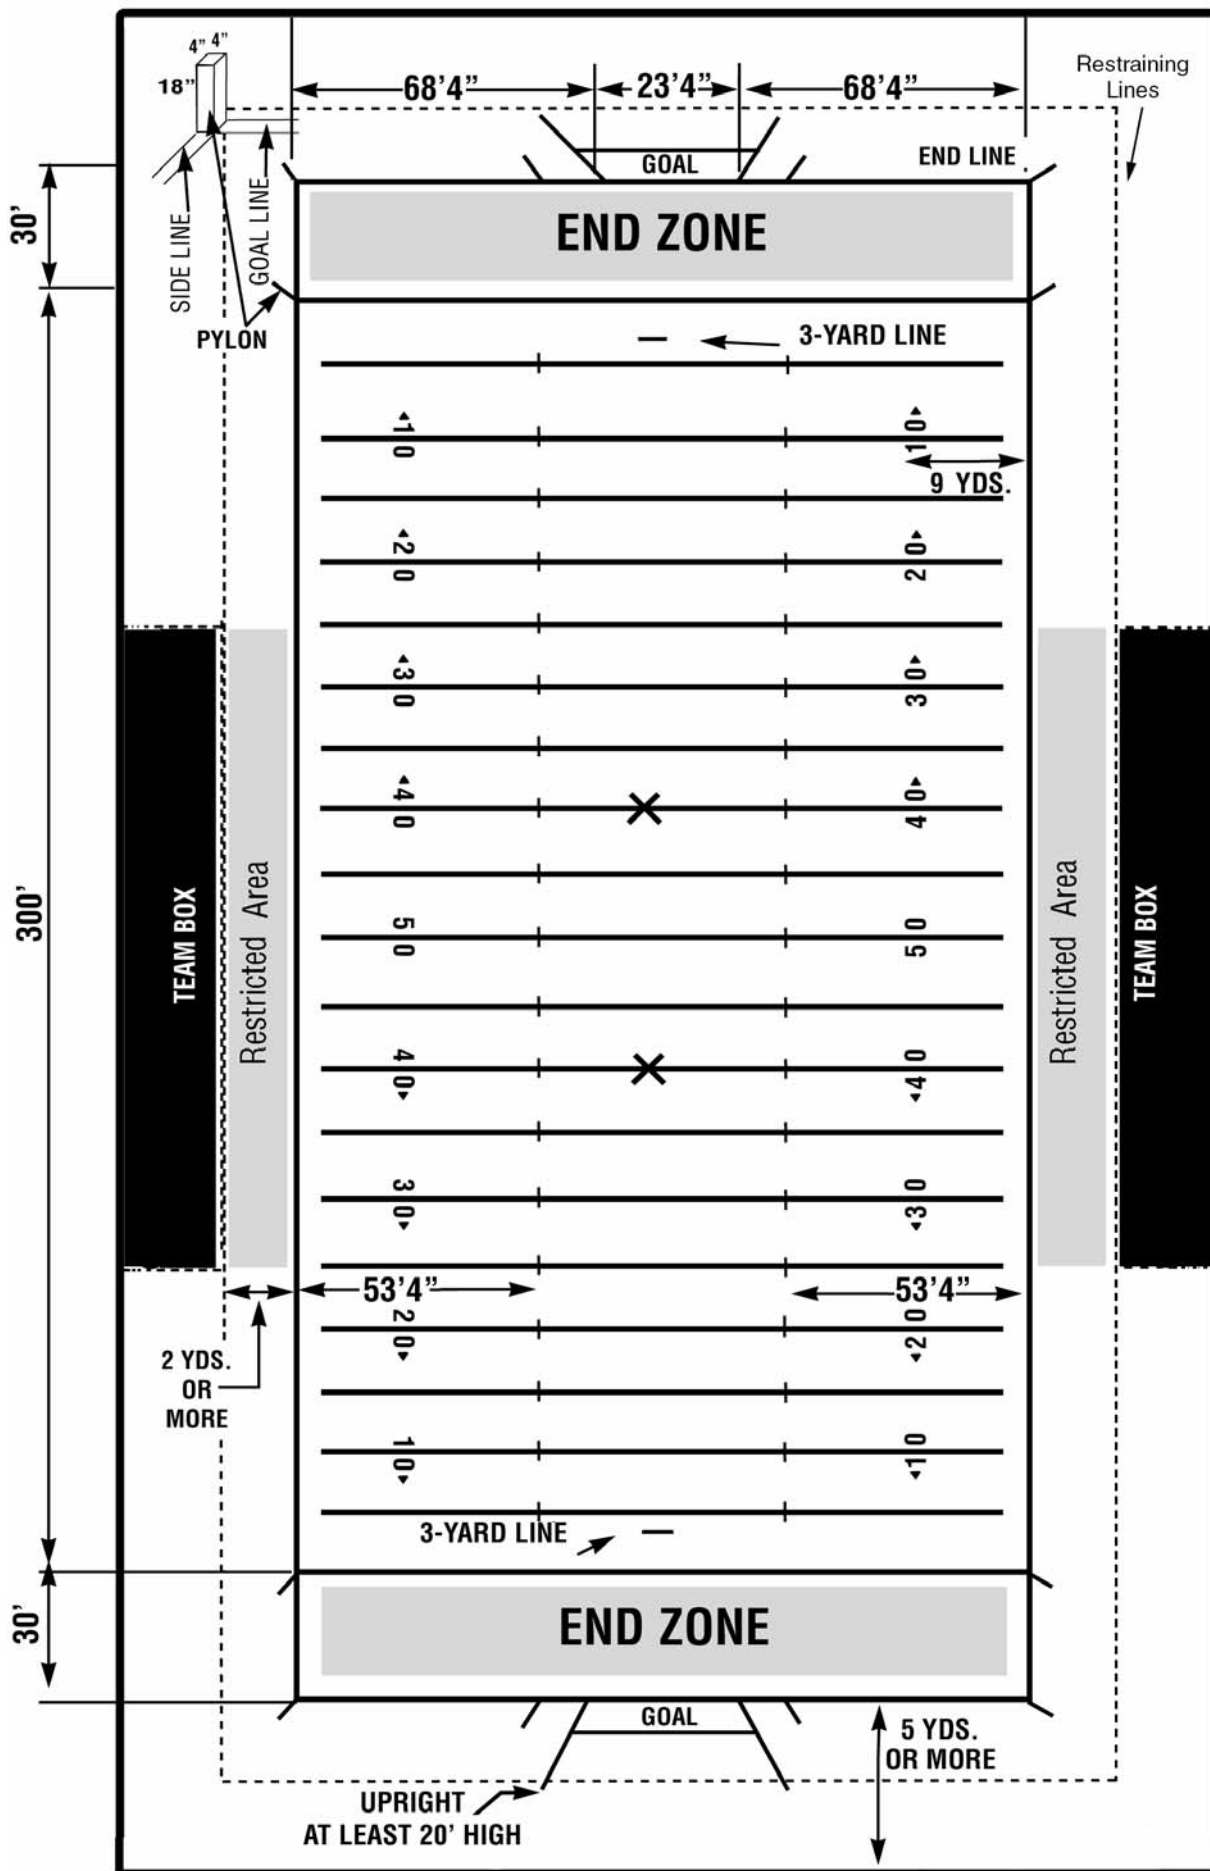 4” 4”
18”
68’4”
23’4”
68’4”
Restraining
Lines
GOAL
END LINE
30’
SIDE LINE
GOAL LINE
END ZONE
PYLON
3-YARD LINE
10
10
9 YDS.
20
20
30
30
40
40
300’
TEAM BOX
Restricted Area
50
50
Restricted Area
TEAM BOX
40
40
30
30
53’4”
53’4”
20
20
2 YDS.
OR
MORE
10
10
3-YARD LINE
30’
END ZONE
GOAL
5 YDS.
OR MORE
UPRIGHT
AT LEAST 20’ HIGH